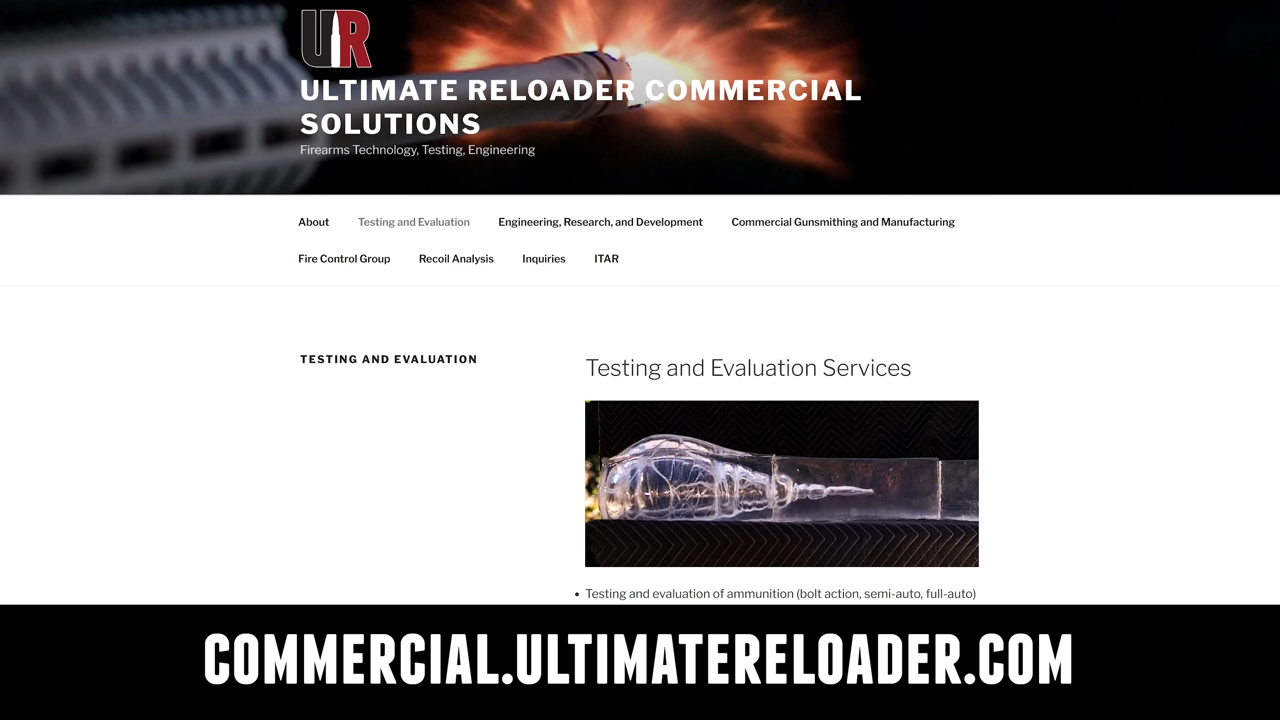 UR
ULTIMATE RELOADER COMMERCIAL
SOLUTIONS
Firearms Technology, Testing, Engineering
About Testing and Evaluation Engineering, Research, and Development Commercial Gunsmithing and Manufacturing
Fire Control Group Recoil Analysis Inquiries ITAR
TESTING AND EVALUATION
Testing and Evaluation Services
• Testing and evaluation of ammunition (bolt action, semi-auto, full-auto)
COMMERCIAL.ULTIMATERELOADER.COM